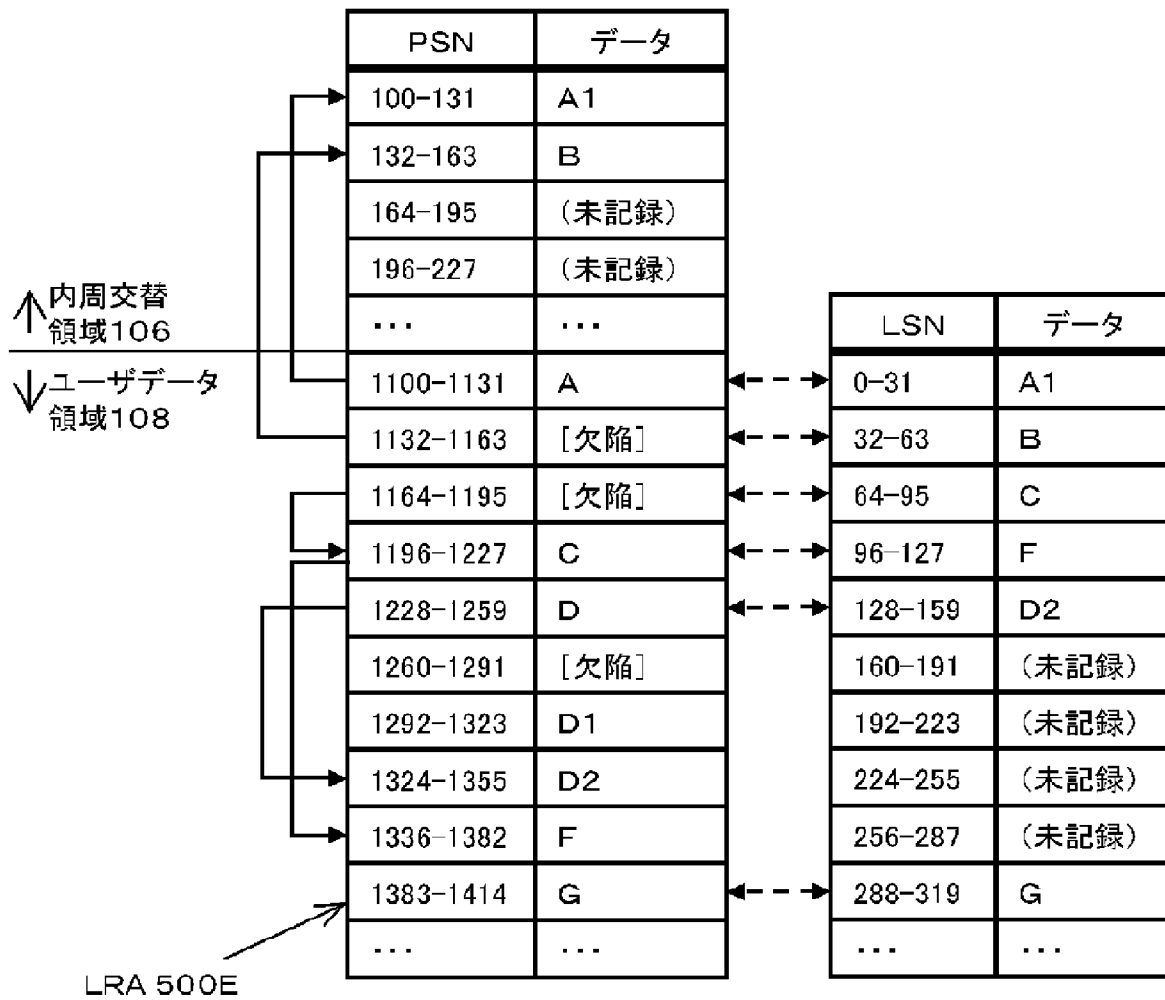 PSN データ
100-131 A1
132-163 B
164-195 (未記録)
196-227 (未記録)
... ...
1100-1131 A
1132-1163 [欠陥]
1164-1195 [欠陥]
1196-1227 C
1228-1259 D
1260-1291 [欠陥]
1292-1323 D1
1324-1355 D2
1336-1382 F
1383-1414 G
... ...
内周交替
領域106
ユーザデータ
領域108
LRA 500E
LSN データ
0-31 A1
32-63 B
64-95 C
96-127 F
128-159 D2
160-191 (未記録)
192-223 (未記録)
224-255 (未記録)
256-287 (未記録)
288-319 G
... ...